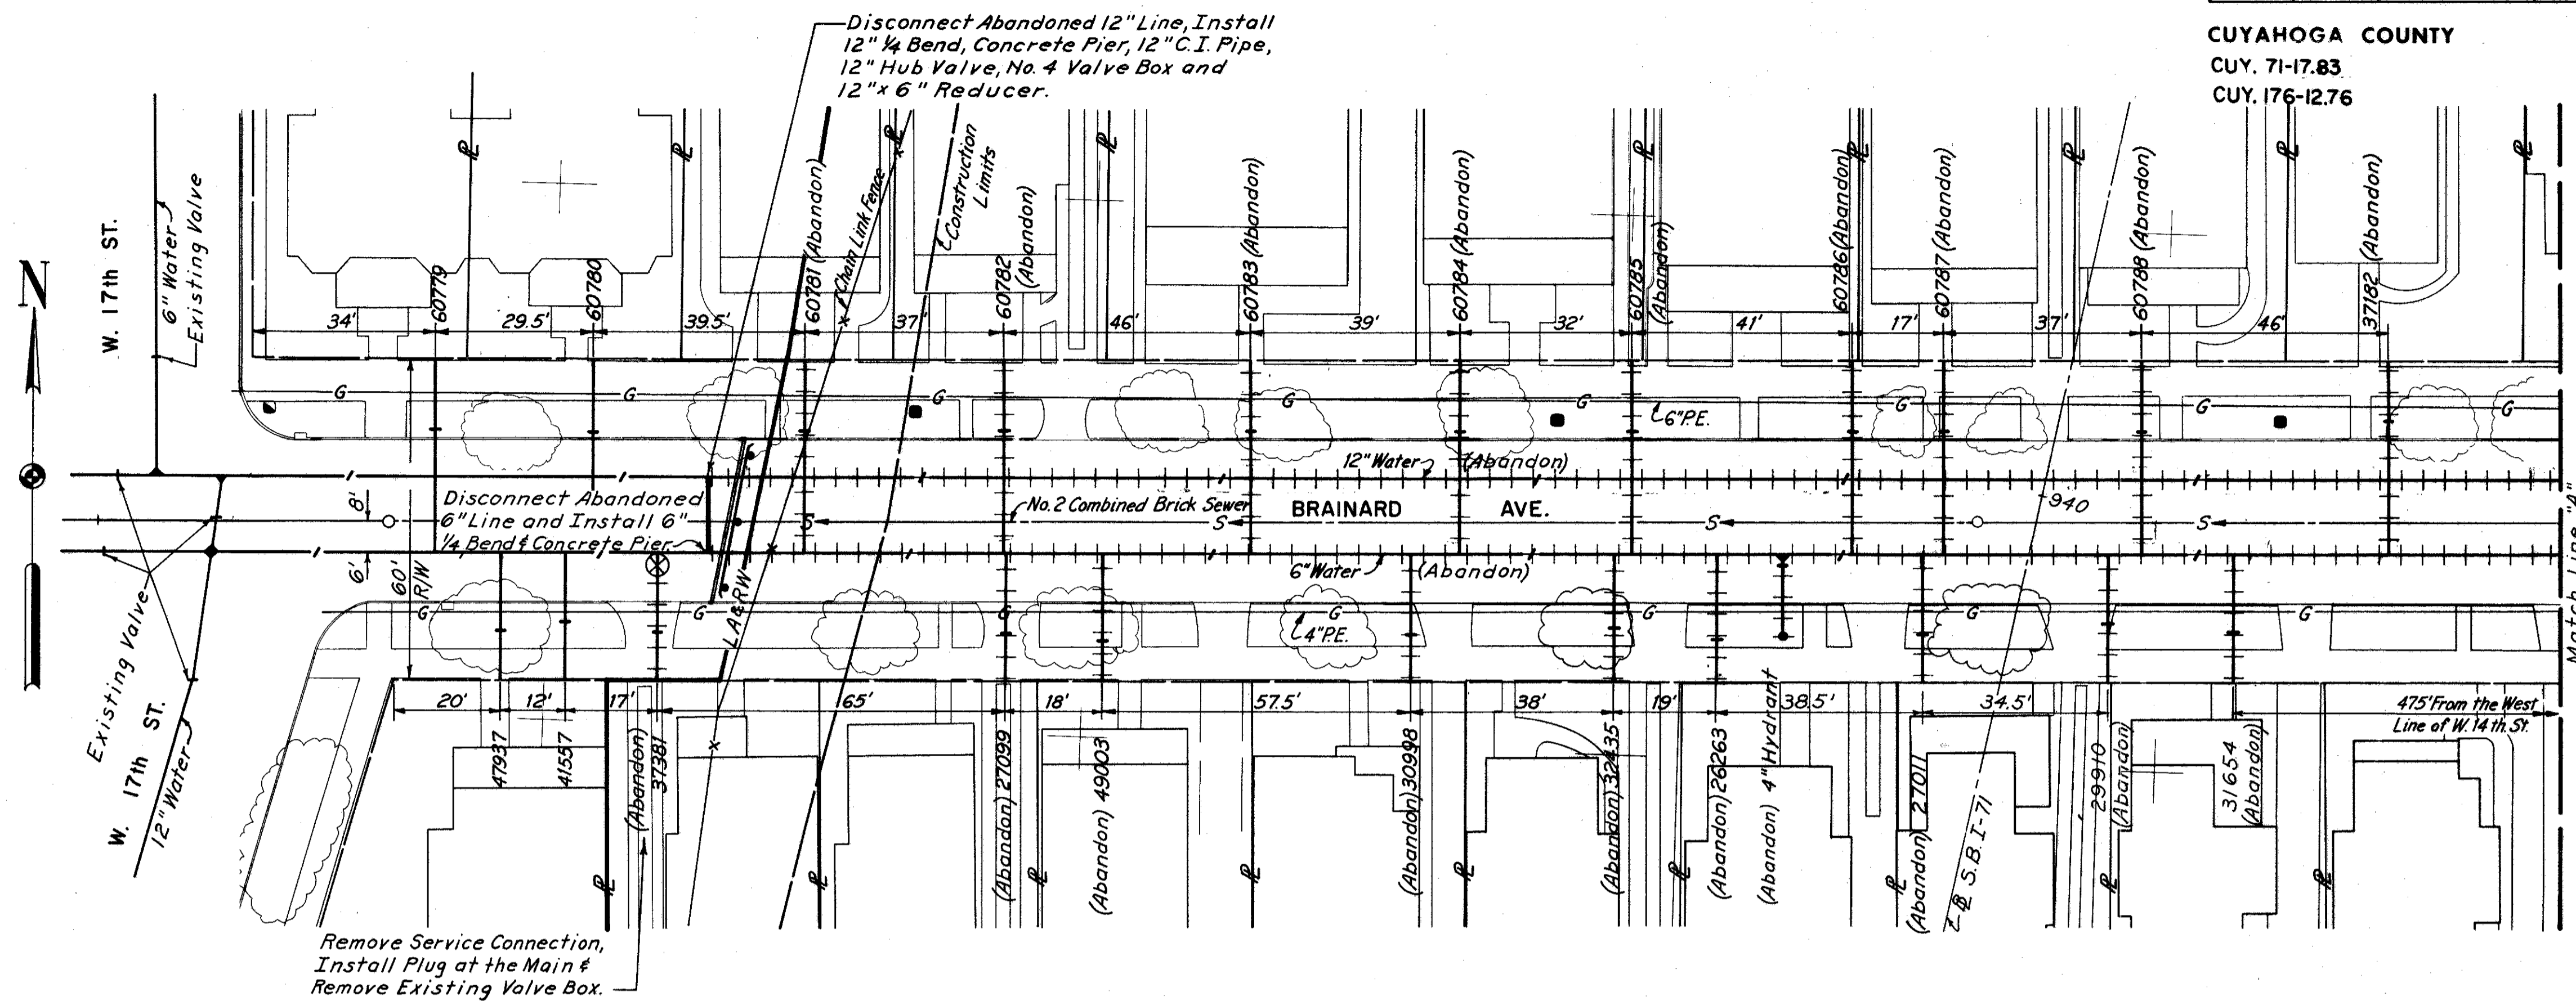 Disconnect Abandoned 12" Line, Install
12" 1/4 Bend, Concrete Pier, 12" C.I. Pipe,
12" Hub Valve, No. 4 Valve Box and
12" x 6" Reducer.
CUYAHOGA COUNTY
CUY. 71-17.83
CUY. 176-12.76
N
W. 17th ST.
6" Water
Existing Valve
60779
60780
60781 (Abandon)
Chain Link Fence
Construction
Limits
60782
(Abandon)
60783 (Abandon)
60784 (Abandon)
60785
(Abandon)
60786 (Abandon)
60787 (Abandon)
60788 (Abandon)
37182 (Abandon)
34'
29.5'
39.5'
37'
46'
39'
32'
41'
17'
37'
46'
G
G
G
G
G
G
G
G
6" P.E.
12" Water (Abandon)
Disconnect Abandoned
6" Line and Install 6"
1/4 Bend & Concrete Pier
8'
6'
60'
R/W
S
No. 2 Combined Brick Sewer
S
BRAINARD AVE.
S
940
S
6" Water (Abandon)
LA & RW
G
G
G
G
G
G
G
4" P.E.
Existing Valve
W. 17th ST.
12" Water
20'
12'
17'
65'
18'
57.5'
38'
19'
38.5'
34.5'
475' From the West
Line of W. 14th St.
47937
41557
(Abandon)
37381
(Abandon) 27099
(Abandon) 49003
(Abandon) 30998
(Abandon) 32435
(Abandon) 26263
(Abandon) 4" Hydrant
(Abandon) 27011
S.B. I-71
29910
(Abandon)
31654
(Abandon)
Match Line "A"
Remove Service Connection,
Install Plug at the Main &
Remove Existing Valve Box.